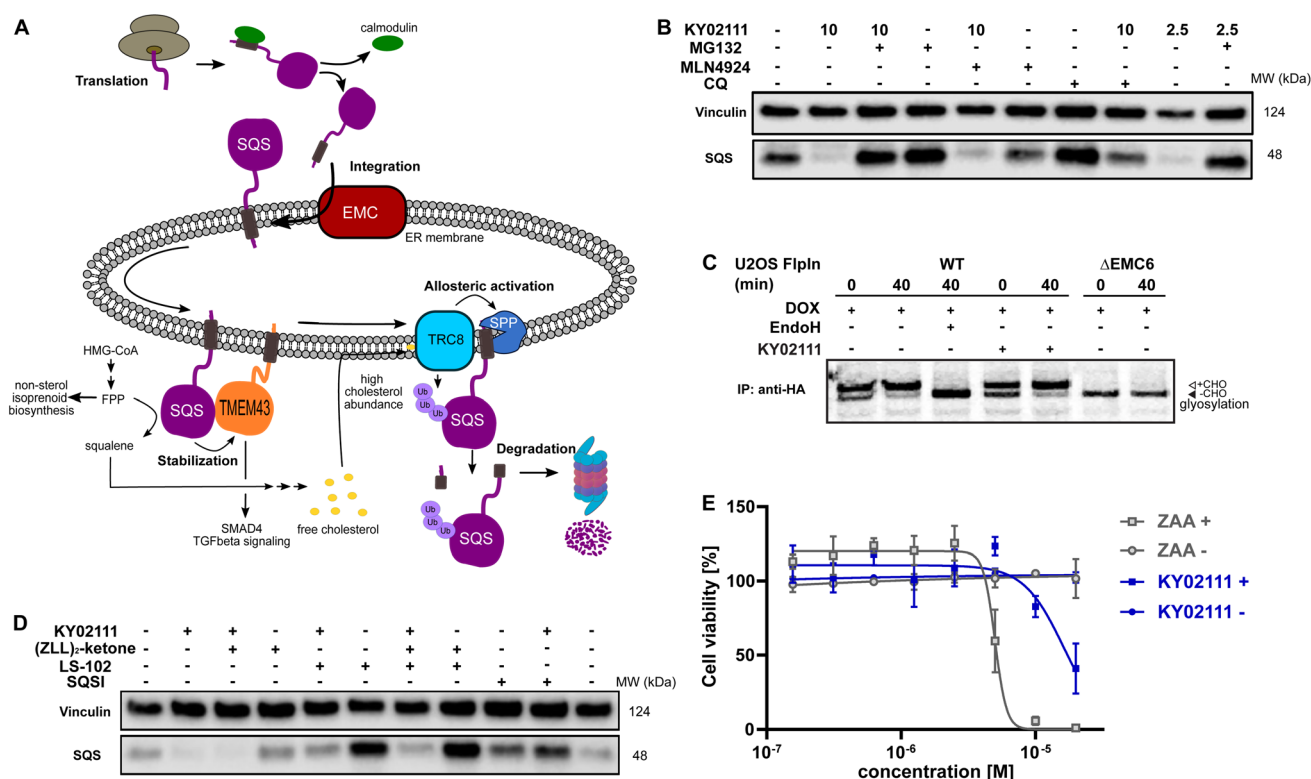 A
calmodulin
Translation
SQS
Integration
EMC
ER membrane
Allosteric activation
SPP
TRC8
HMG-CoA
non-sterol
isoprenoid
biosynthesis
FPP
SQS
TMEM43
high
cholesterol
abundance
Ub
Ub
Ub
SQS
squalene
Stabilization
Degradation
SMAD4
TGFbeta signaling
free cholesterol
Ub
Ub
Ub
SQS
B
KY02111 - 10 10 - 10 - - 10 2.5 2.5
MG132 - - + + - - - - - +
MLN4924 - - - - + + - - - -
CQ - - - - - - + + - -
MW (kDa)
Vinculin 124
SQS 48
C
U2OS FlpIn WT ΔEMC6
(min) 0 40 40 0 40 0 40
DOX + + + + + + +
EndoH - - + - - - -
KY02111 - - - + + - -
IP: anti-HA
+CHO
-CHO
glyosylation
D
KY02111 - + + - + - + - - + -
(ZLL)₂-ketone - - + + - - + + - - -
LS-102 - - - - + + + + - - -
SQSI - - - - - - - - + + -
MW (kDa)
Vinculin 124
SQS 48
E
Cell viability [%]
150
100
50
0
10⁻⁷ 10⁻⁶ 10⁻⁵
concentration [M]
ZAA +
ZAA -
KY02111 +
KY02111 -